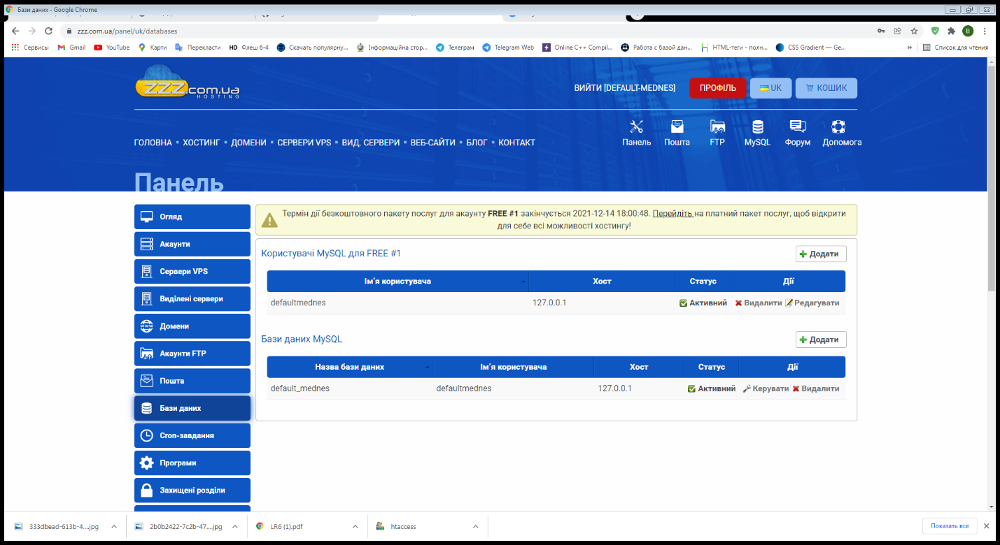 Бази даних - Google Chrome
zzz.com.ua/panel/uk/databases
B
Сервисы
Gmail
YouTube
Карти
Перекласти
HD Флеш 6-4
Скачать популярну...
Інформаційна стор...
Телеграм
Telegram Web
Online C++ Compil...
Работа с базой дан...
HTML-теги - полн...
CSS Gradient — Ge...
»
Список для чтения
ZZZ.com.ua
HOSTING
ВИЙТИ [DEFAULT-MEDNES]
ПРОФІЛЬ
UK
КОШИК
ГОЛОВНА
ХОСТИНГ
ДОМЕНИ
СЕРВЕРИ VPS
ВИД. СЕРВЕРИ
ВЕБ-САЙТИ
БЛОГ
КОНТАКТ
Панель
Пошта
FTP
MySQL
Форум
Допомога
Панель
Огляд
Акаунти
Сервери VPS
Виділені сервери
Домени
Акаунти FTP
Пошта
Бази даних
Cron-завдання
Програми
Захищені розділи
Термін дії безкоштовного пакету послуг для акаунту FREE #1 закінчується 2021-12-14 18:00:48. Перейдіть на платний пакет послуг, щоб відкрити
для себе всі можливості хостингу!
Користувачі MySQL для FREE #1
Додати
Ім'я користувача Хост Статус Дії
defaultmednes 127.0.0.1 Активний Видалити Редагувати
Бази даних MySQL
Додати
Назва бази даних Ім'я користувача Хост Статус Дії
default_mednes defaultmednes 127.0.0.1 Активний Керувати Видалити
333dbead-613b-4....jpg
2b0b2422-7c2b-47....jpg
LR6 (1).pdf
htaccess
Показать все